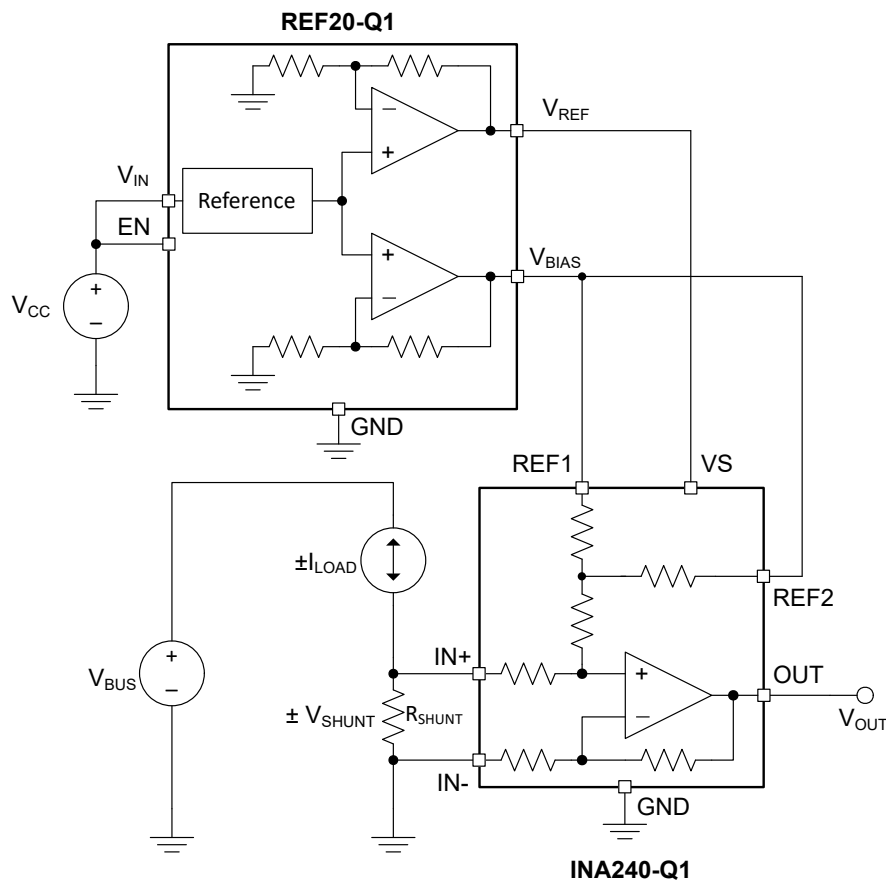 REF20-Q1
V_REF
V_IN
Reference
EN
+
−
+
−
V_BIAS
V_CC
+
−
GND
REF1
VS
±I_LOAD
REF2
IN+
+
−
OUT
V_BUS
+
−
± V_SHUNT
R_SHUNT
V_OUT
IN-
GND
INA240-Q1